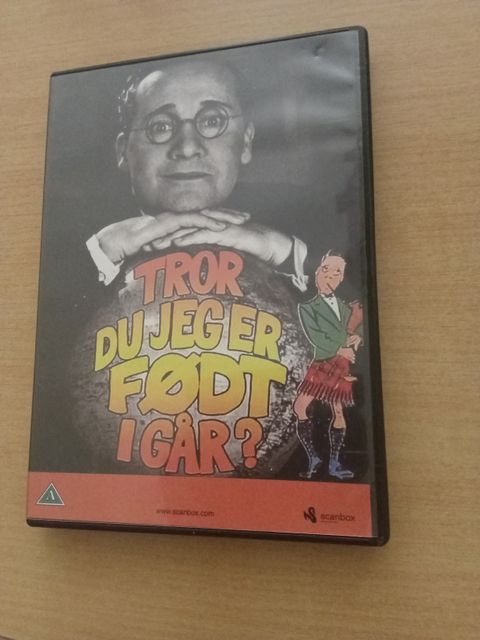 TROR
DU JEG ER
FØDT
I GÅR?
A
www.scanbox.com
scanbox